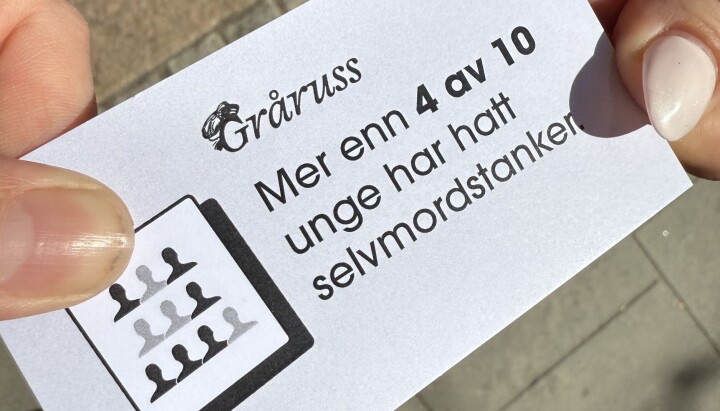 Gråruss
Mer enn 4 av 10
unge har hatt
selvmordstanker.